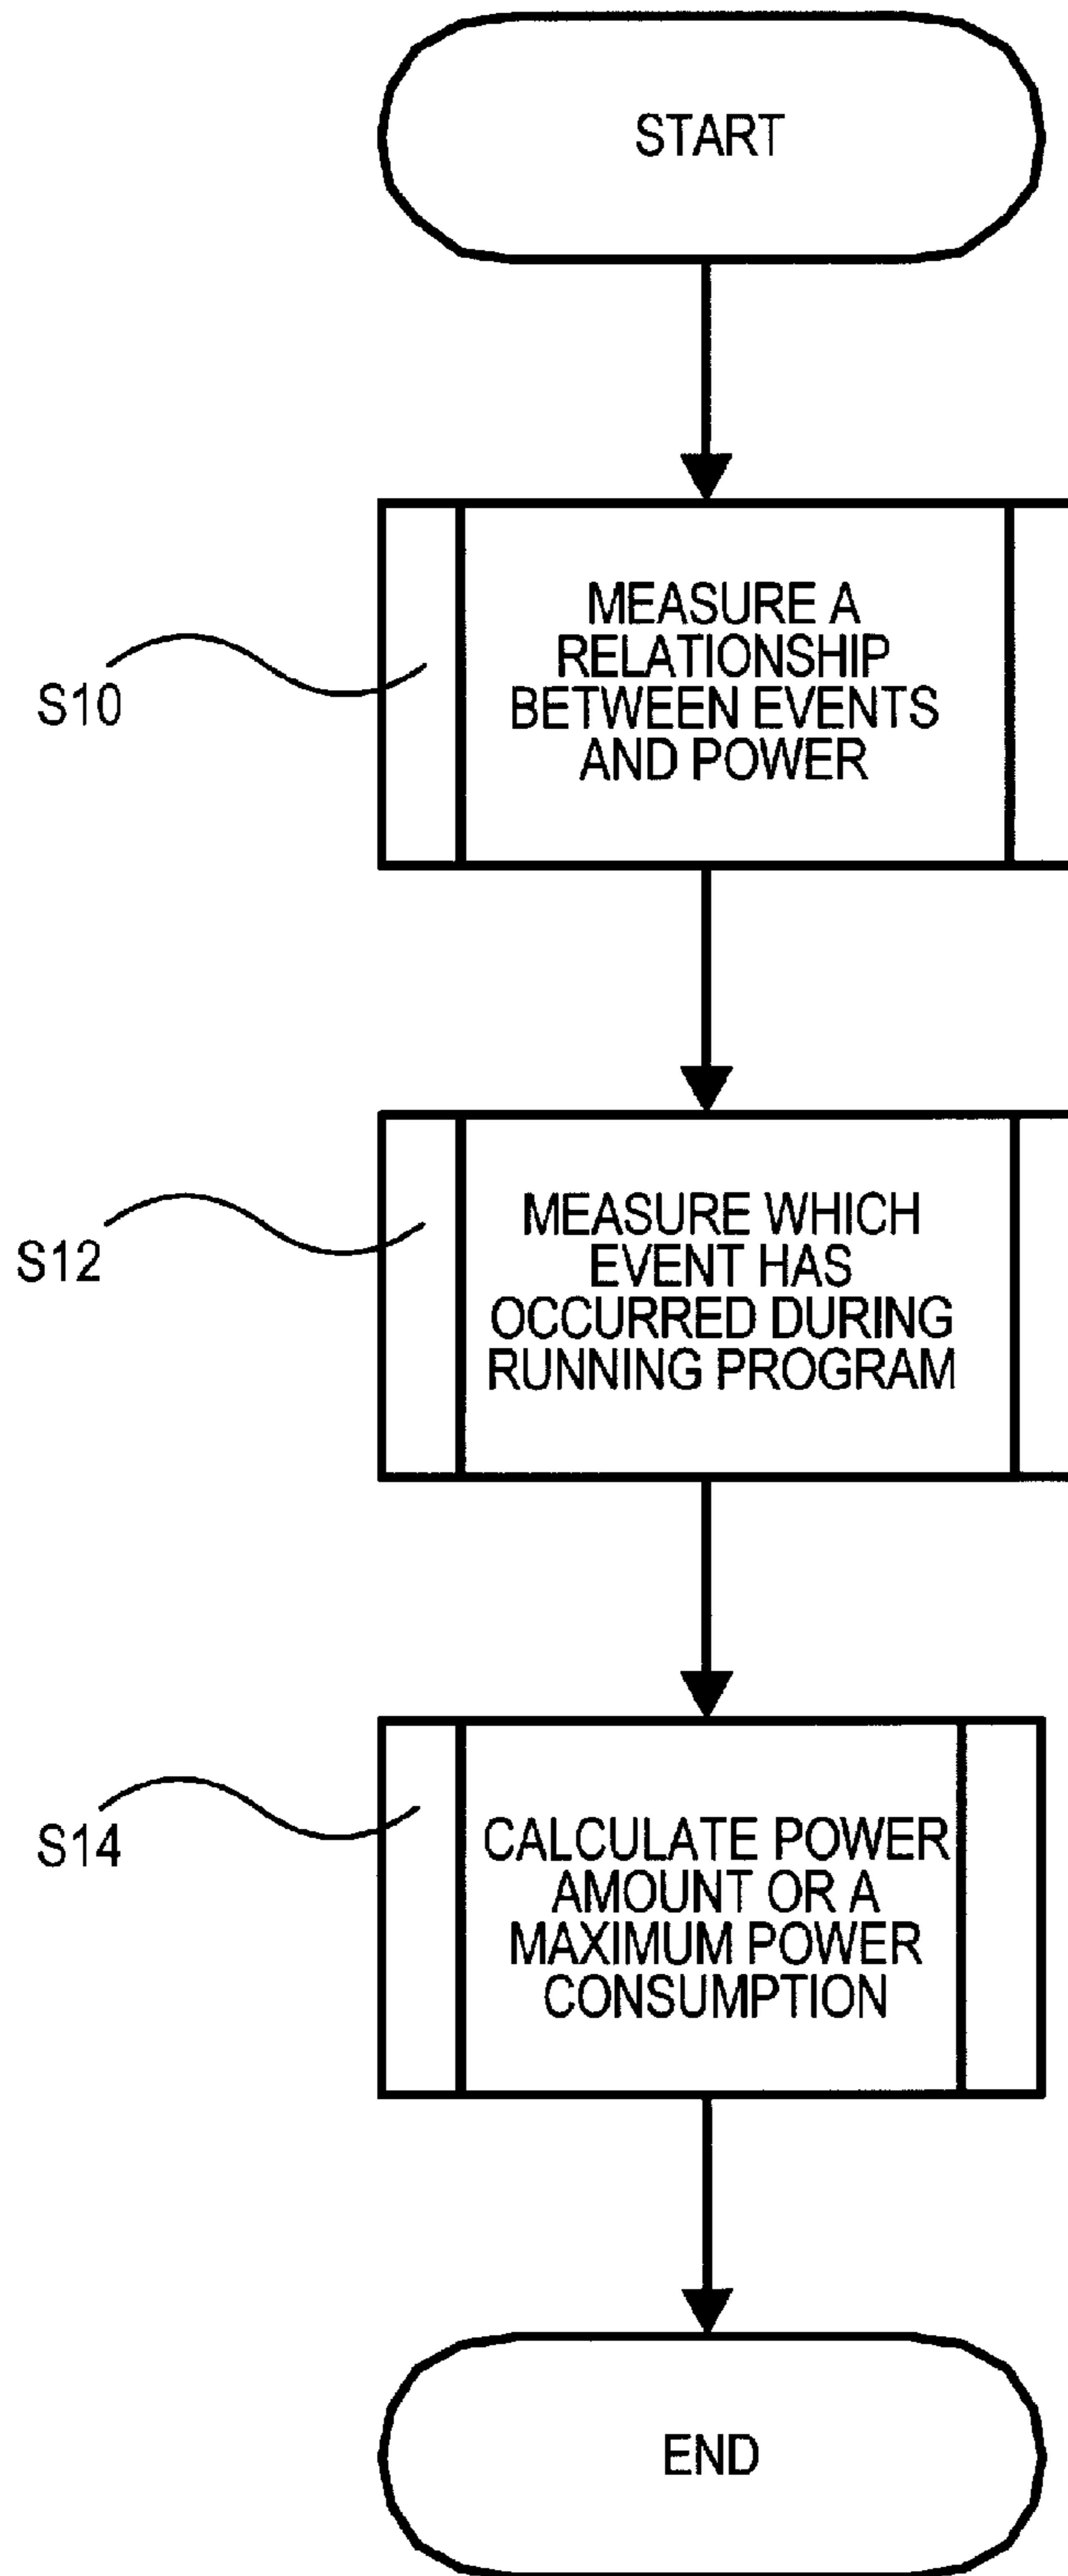 START
S10
MEASURE A
RELATIONSHIP
BETWEEN EVENTS
AND POWER
S12
MEASURE WHICH
EVENT HAS
OCCURRED DURING
RUNNING PROGRAM
S14
CALCULATE POWER
AMOUNT OR A
MAXIMUM POWER
CONSUMPTION
END